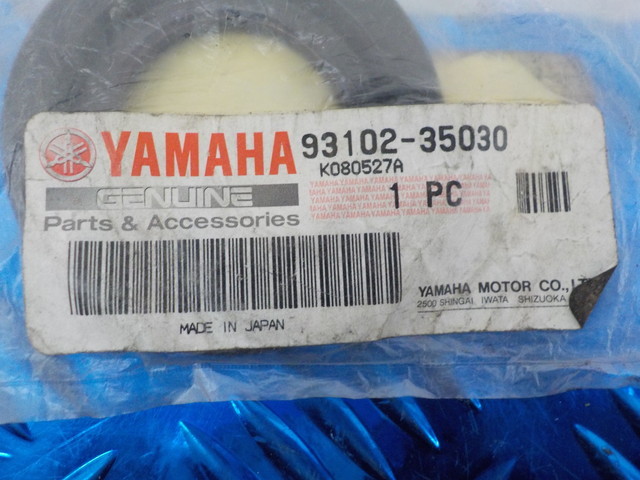 YAMAHA 93102-35030
K080527A
GENUINE
1 PC
Parts & Accessories
YAMAHA MOTOR CO.,
2500 SHINGAI IWATA SHIZUOKA
MADE IN JAPAN